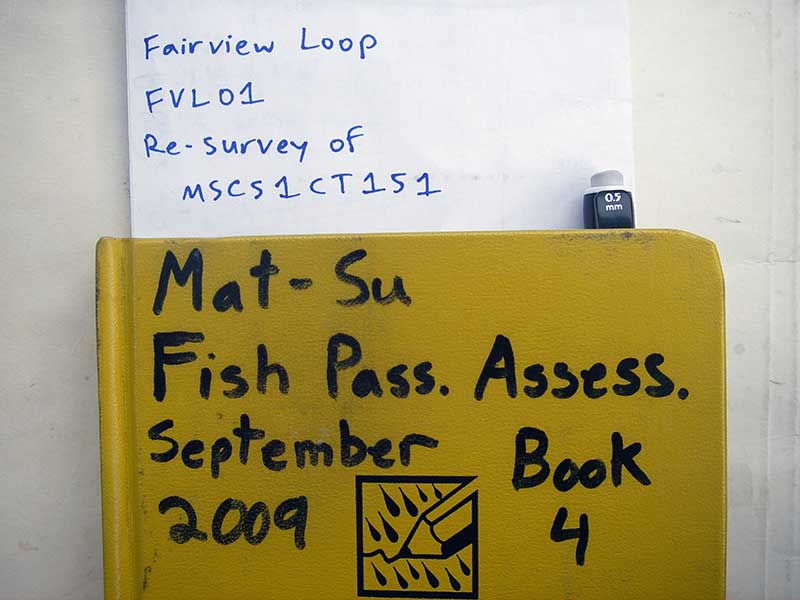 Fairview Loop
FVL01
Re-survey of
MSCS1CT151
0.5
mm
Mat-Su
Fish Pass. Assess.
September
2009
Book
4